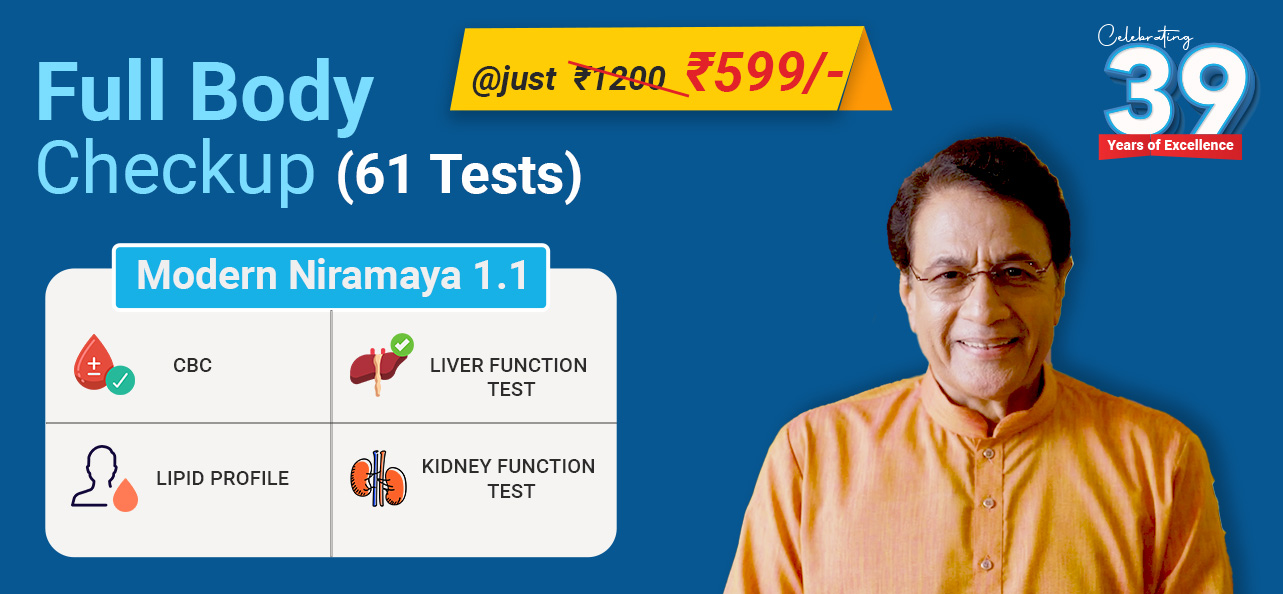 Full Body
Checkup (61 Tests)
@just ₹1200 ₹599/-
Celebrating
39
Years of Excellence
Modern Niramaya 1.1
CBC
LIVER FUNCTION
TEST
LIPID PROFILE
KIDNEY FUNCTION
TEST